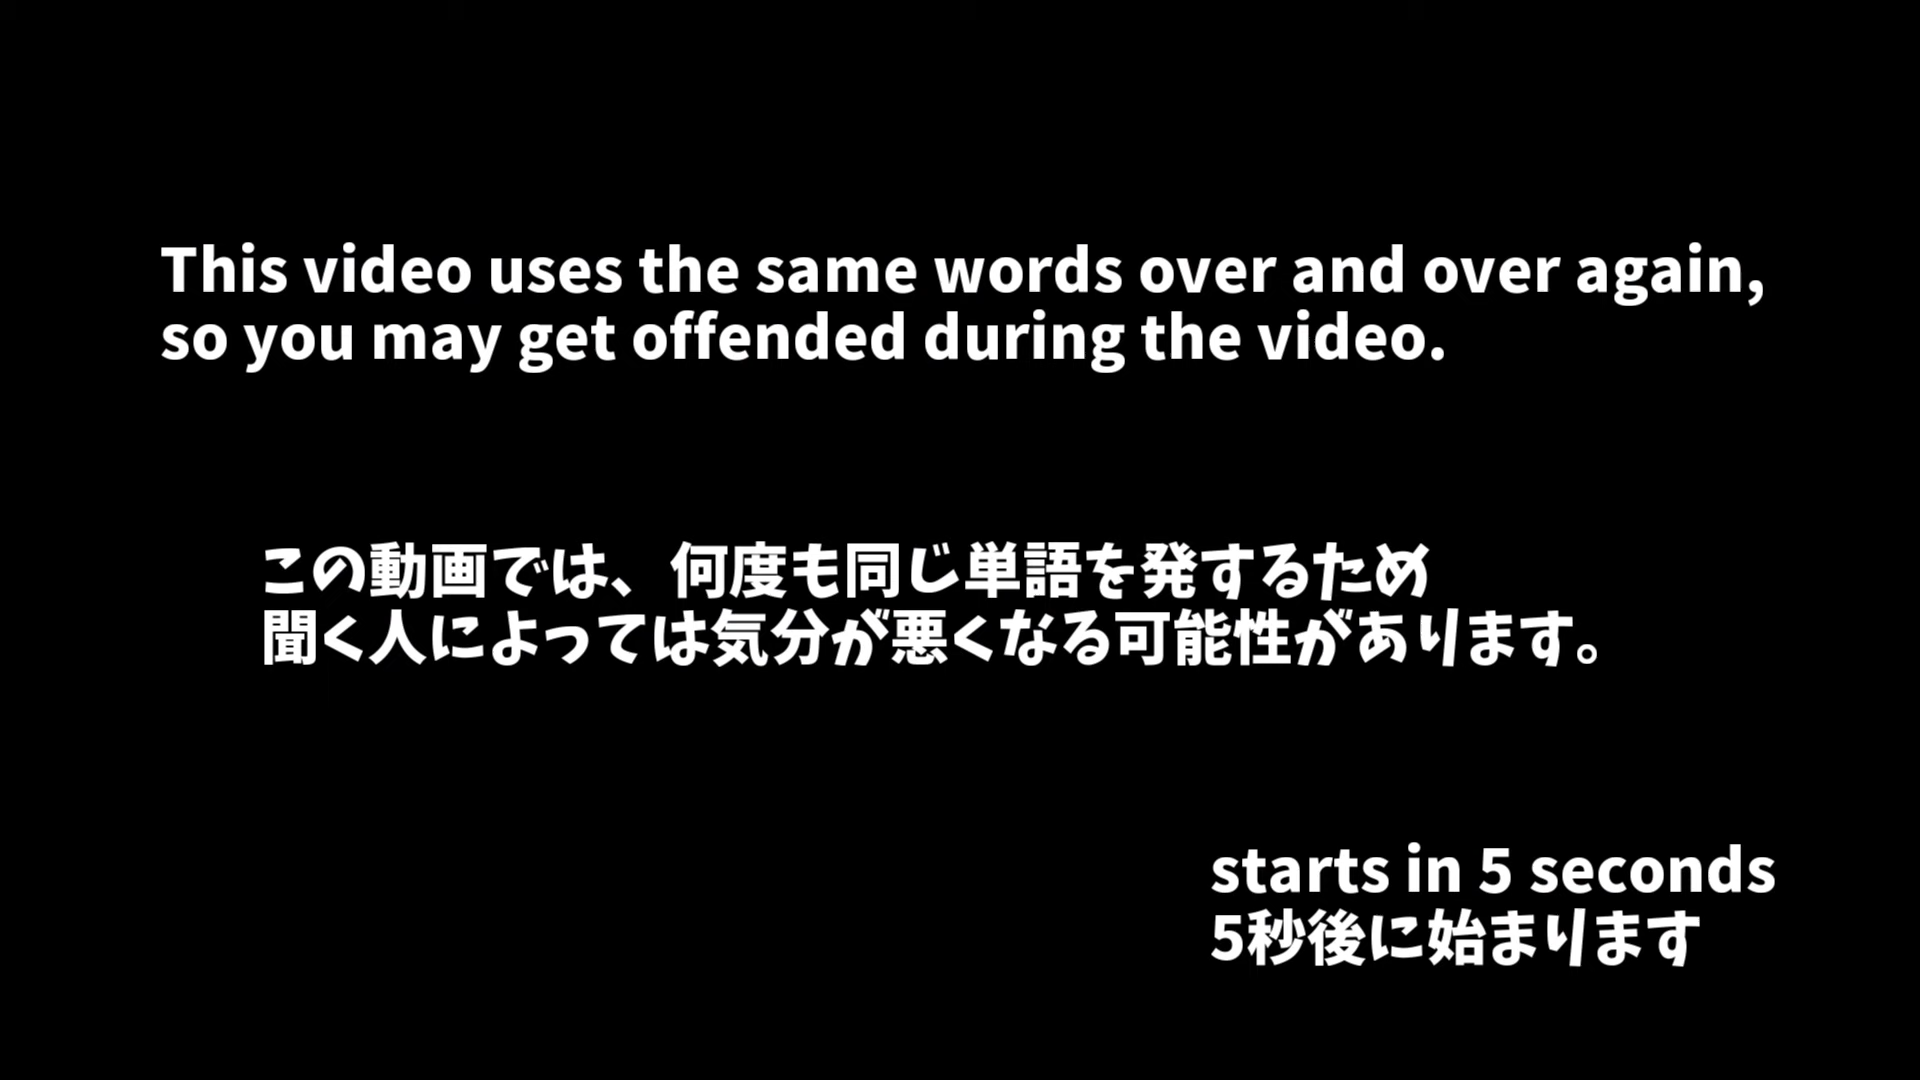 This video uses the same words over and over again,
so you may get offended during the video.
この動画では、何度も同じ単語を発するため
聞く人によっては気分が悪くなる可能性があります。
starts in 5 seconds
5秒後に始まります